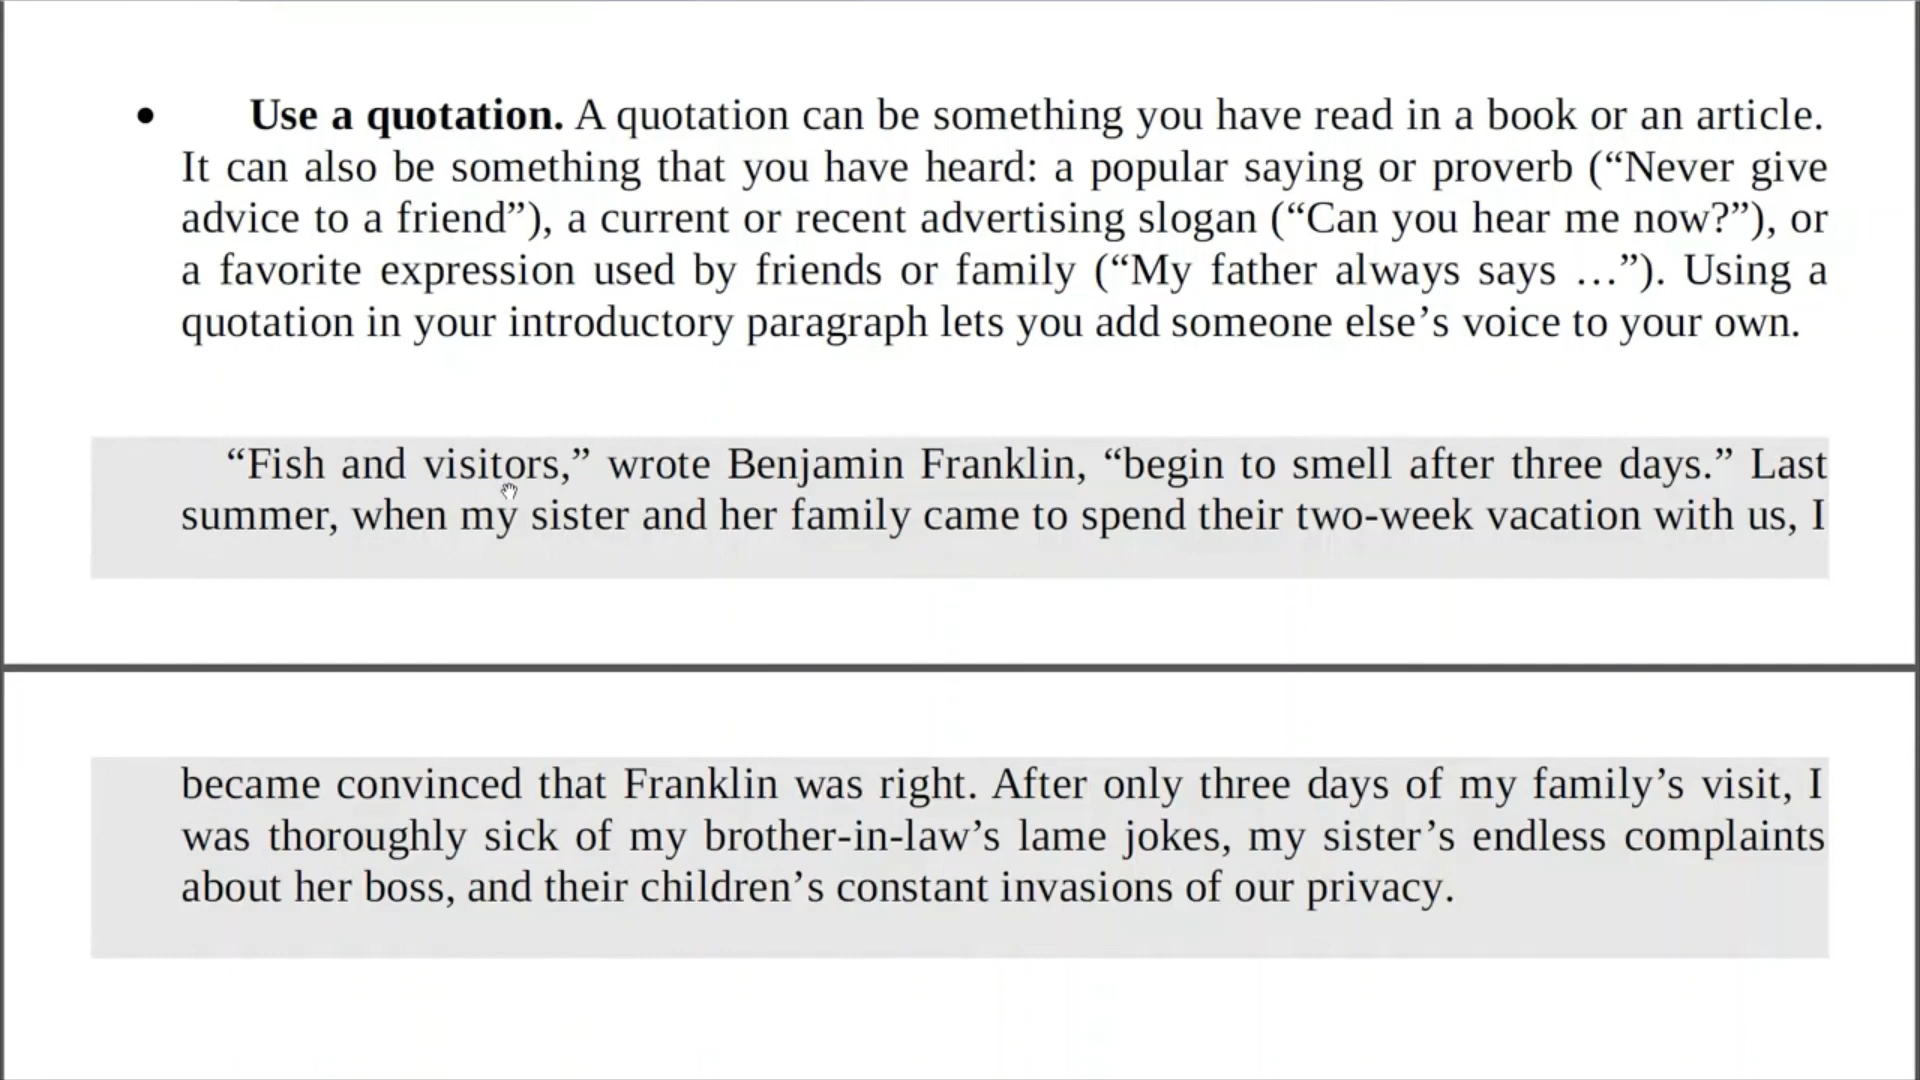 • Use a quotation. A quotation can be something you have read in a book or an article.
It can also be something that you have heard: a popular saying or proverb (“Never give
advice to a friend”), a current or recent advertising slogan (“Can you hear me now?”), or
a favorite expression used by friends or family (“My father always says …”). Using a
quotation in your introductory paragraph lets you add someone else’s voice to your own.
“Fish and visitors,” wrote Benjamin Franklin, “begin to smell after three days.” Last
summer, when my sister and her family came to spend their two-week vacation with us, I
became convinced that Franklin was right. After only three days of my family’s visit, I
was thoroughly sick of my brother-in-law’s lame jokes, my sister’s endless complaints
about her boss, and their children’s constant invasions of our privacy.